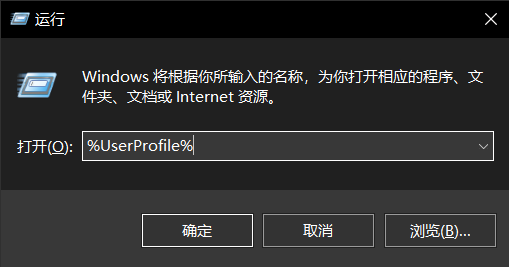 运行
Windows 将根据你所输入的名称，为你打开相应的程序、文
件夹、文档或 Internet 资源。
打开(O): %UserProfile%
确定 取消 浏览(B)...